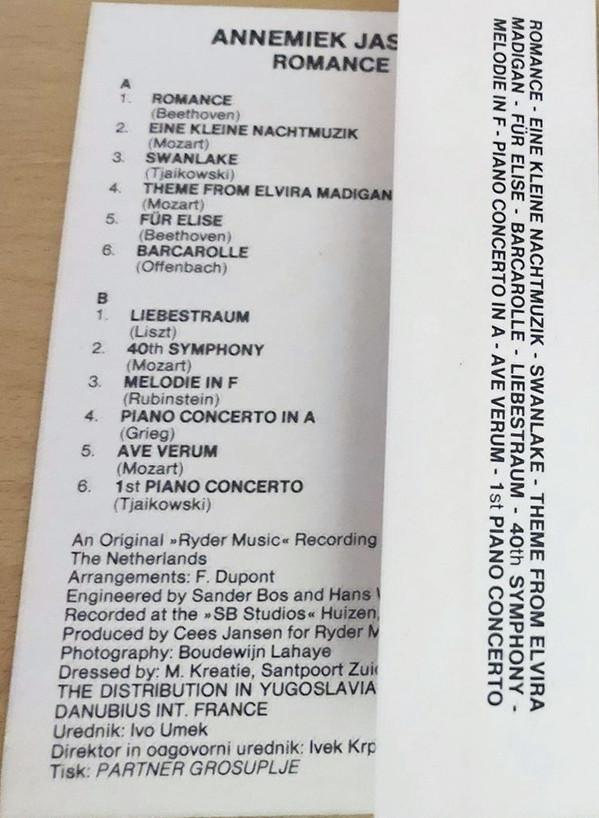 ANNEMIEK
ROMANCE
A
1. ROMANCE
(Beethoven)
2. EINE KLEINE NACHTMUZIK
(Mozart)
3. SWANLAKE
(Tjaikowski)
4. THEME FROM ELVIRA MADIGAN
(Mozart)
5. FÜR ELISE
(Beethoven)
6. BARCAROLLE
(Offenbach)
B
1. LIEBESTRAUM
(Liszt)
2. 40th SYMPHONY
(Mozart)
3. MELODIE IN F
(Rubinstein)
4. PIANO CONCERTO IN A
(Grieg)
5. AVE VERUM
(Mozart)
6. 1st PIANO CONCERTO
(Tjaikowski)
An Original »Ryder Music« Recording
The Netherlands
Arrangements: F. Dupont
Engineered by Sander Bos and Hans
Recorded at the »SB Studios« Huizen,
Produced by Cees Jansen for Ryder
Photography: Boudewijn Lahaye
Dressed by: M. Kreatie, Santpoort
THE DISTRIBUTION IN YUGOSLAVIA
DANUBIUS INT. FRANCE
Urednik: Ivo Umek
Direktor in oagovorni urednik: Ivek
Tisk: PARTNER GROSUPLJE
ROMANCE - EINE KLEINE NACHTMUZIK - SWANLAKE - THEME FROM ELVIRA
MADIGAN - FÜR ELISE - BARCAROLLE - LIEBESTRAUM - 40th SYMPHONY -
MELODIE IN F - PIANO CONCERTO IN A - AVE VERUM - 1st PIANO CONCERTO